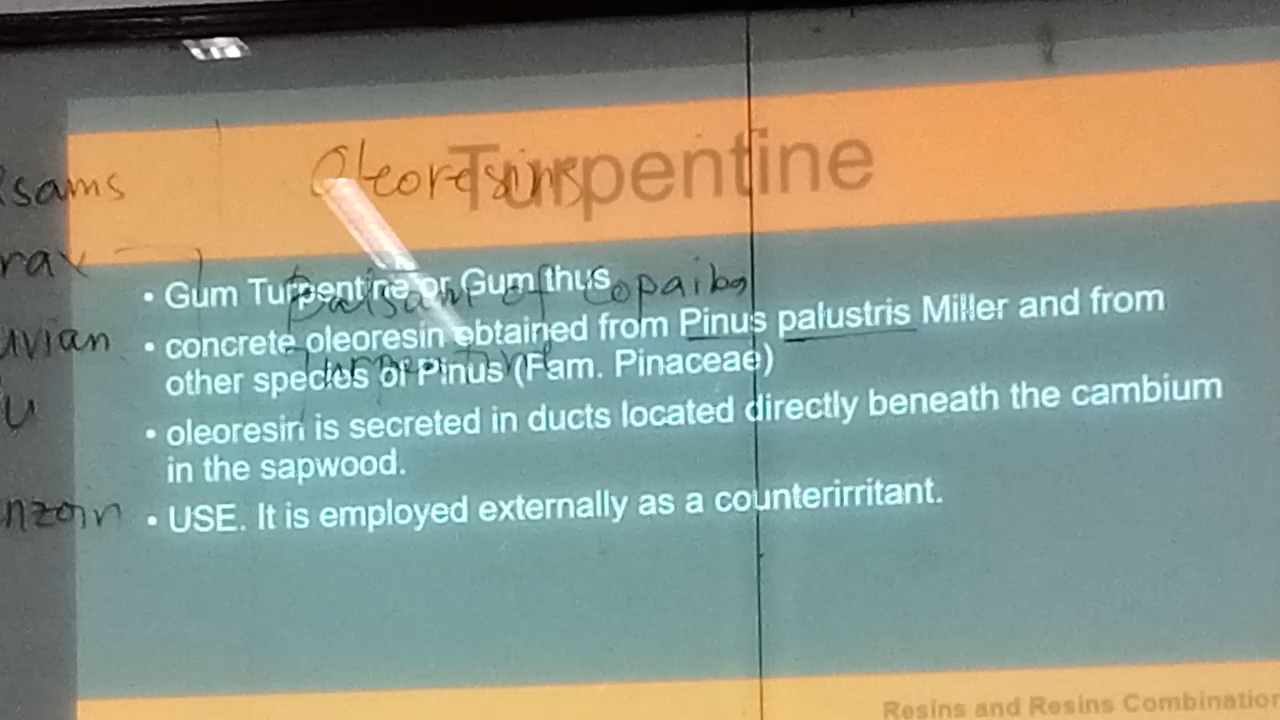 Turpentine
Oleoresins
• Gum Turpentine or Gum thus
Balsam of Copaiba
• concrete oleoresin obtained from Pinus palustris Miller and from
other species of Pinus (Fam. Pinaceae)
Turpentine
• oleoresin is secreted in ducts located directly beneath the cambium
in the sapwood.
• USE. It is employed externally as a counterirritant.
sams
rax
uvian
u
nzoin
Resins and Resins Combination